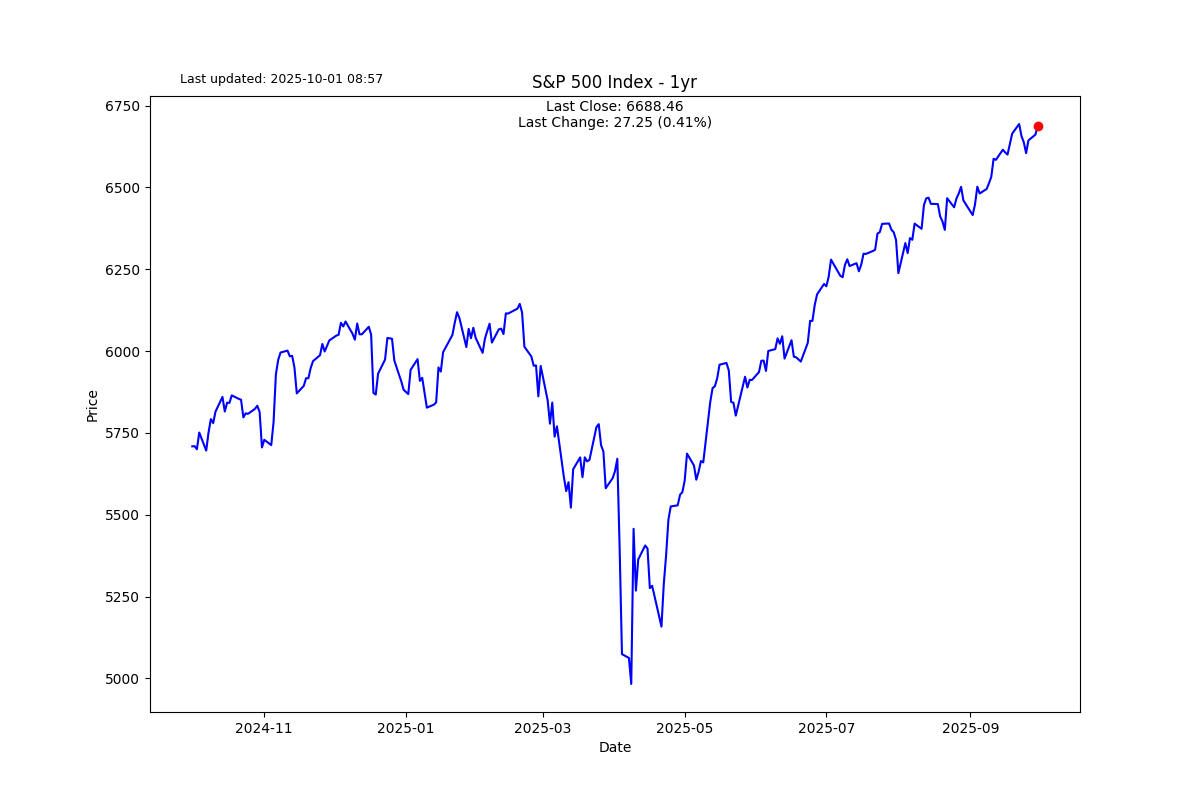 Last updated: 2025-10-01 08:57
S&P 500 Index - 1yr
Last Close: 6688.46
Last Change: 27.25 (0.41%)
6750
6500
6250
6000
5750
5500
5250
5000
Price
2024-11
2025-01
2025-03
2025-05
2025-07
2025-09
Date